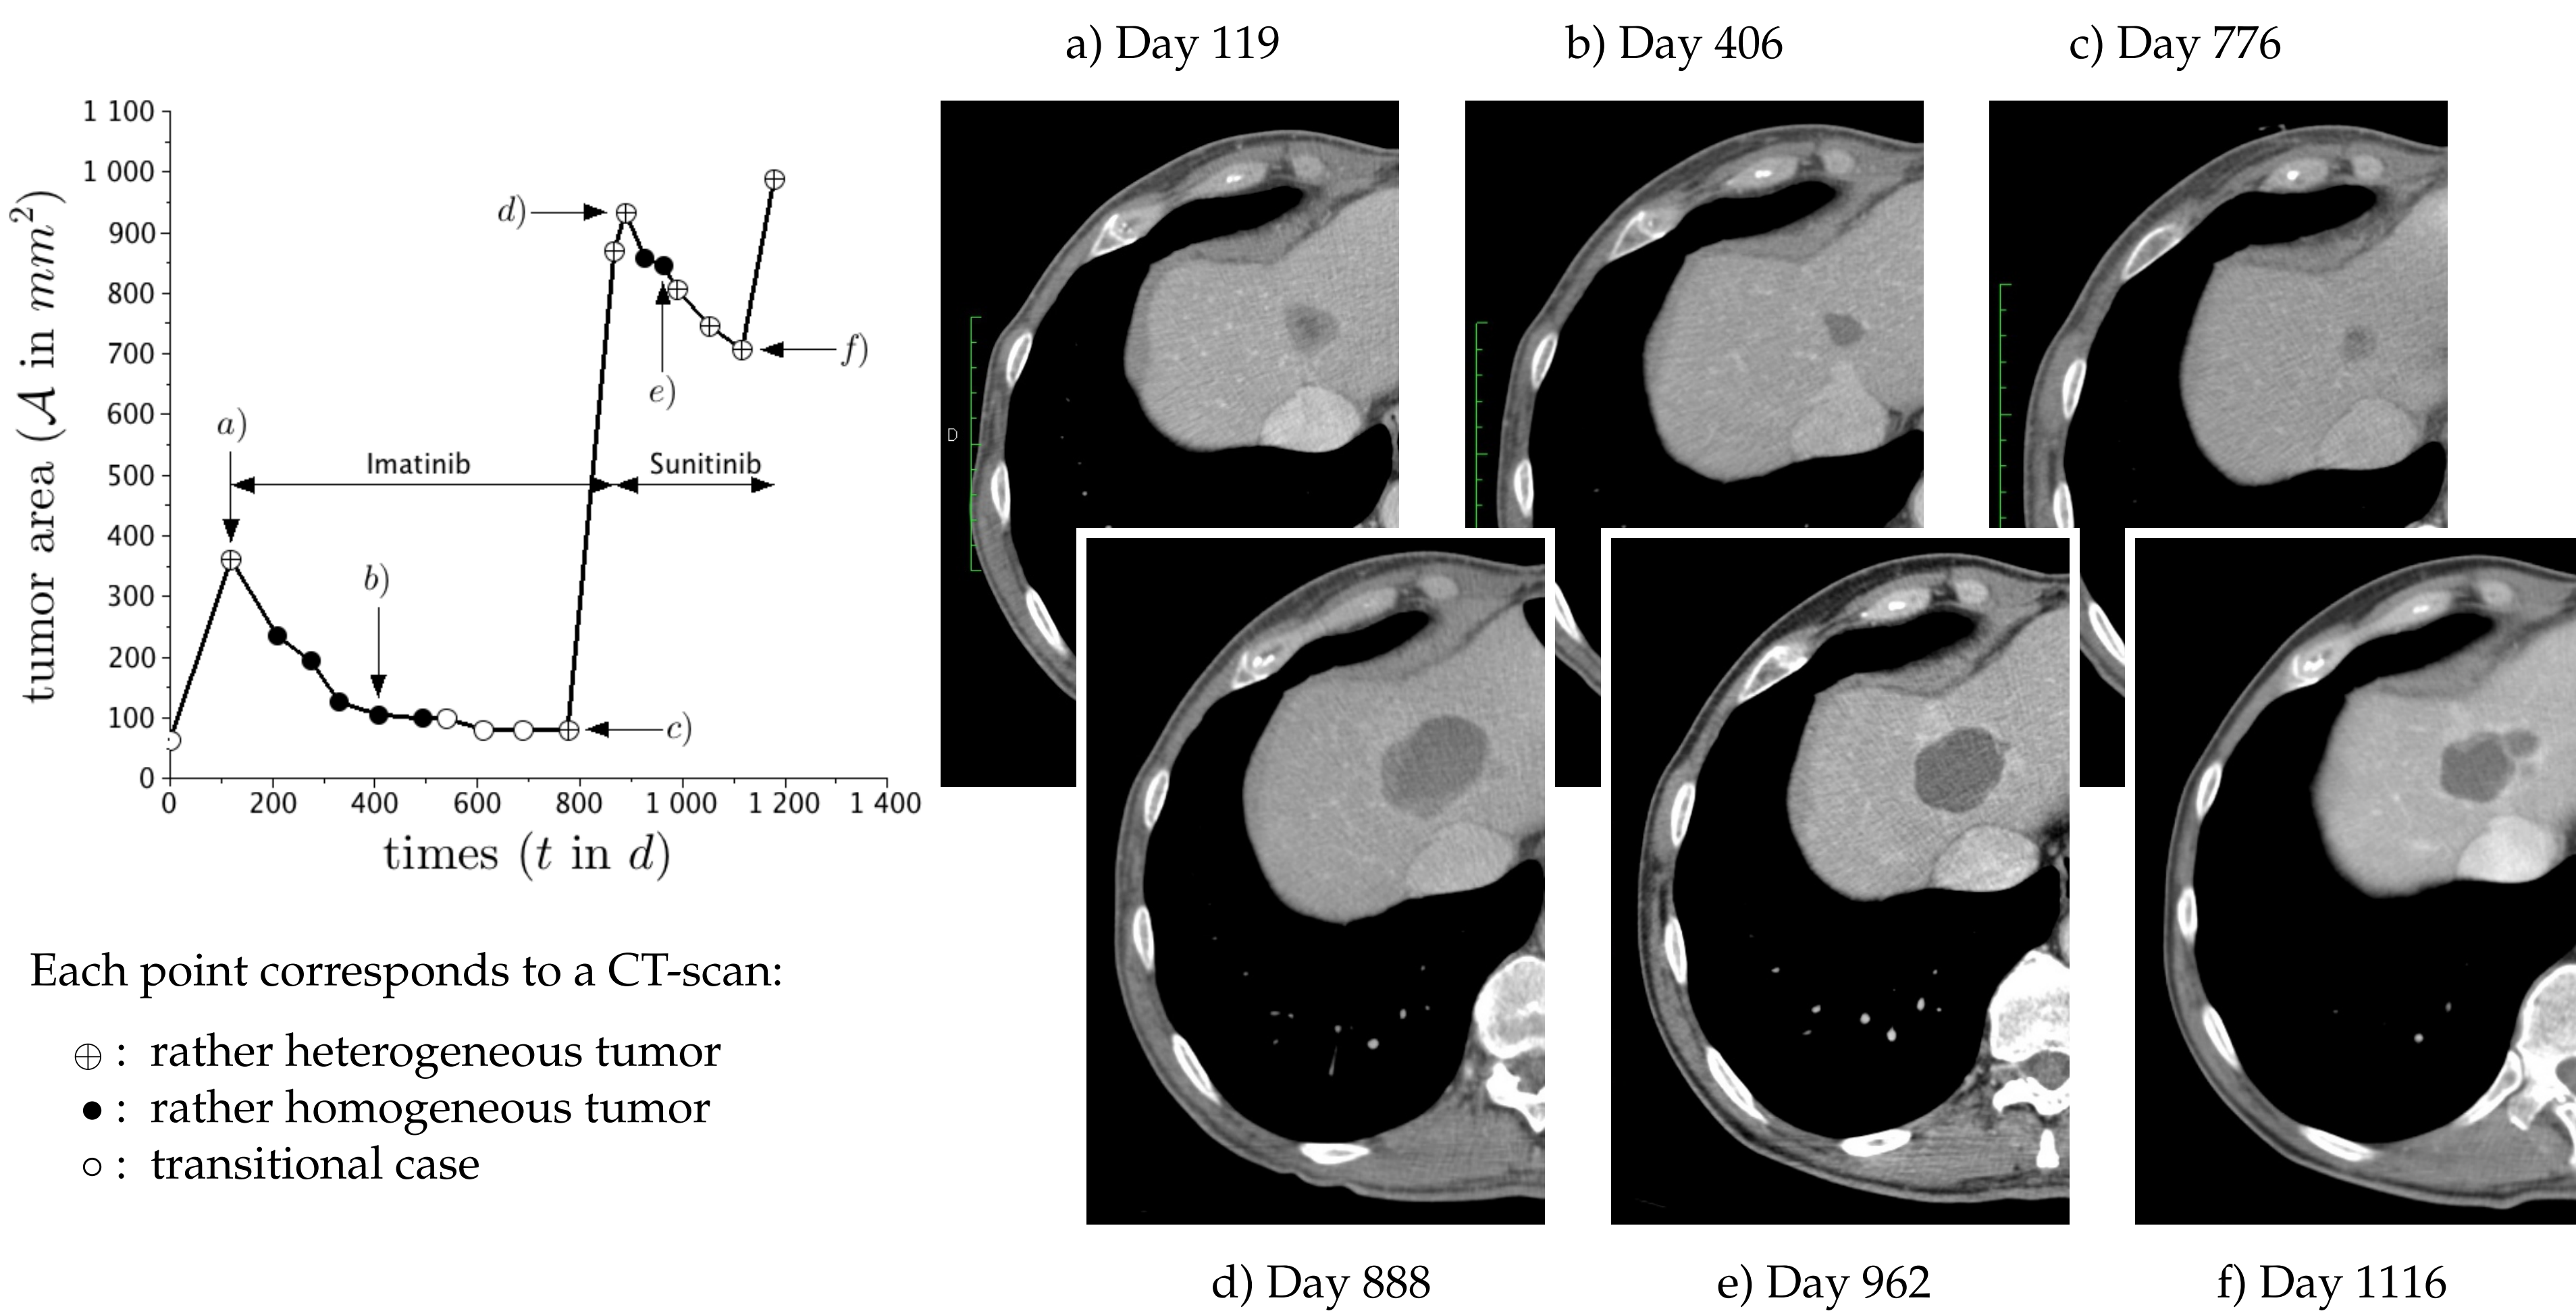 a) Day 119
b) Day 406
c) Day 776
1 100
1 000
900
800
700
600
500
400
300
200
100
0
tumor area (𝒜 in mm²)
a)
b)
c)
d)
e)
f)
Imatinib
Sunitinib
0 200 400 600 800 1 000 1 200 1 400
times (t in d)
D
Each point corresponds to a CT-scan:
⊕ : rather heterogeneous tumor
● : rather homogeneous tumor
○ : transitional case
d) Day 888
e) Day 962
f) Day 1116